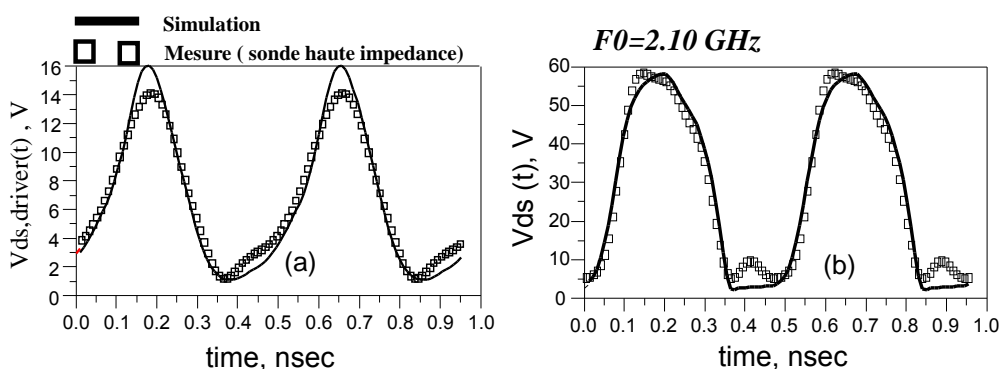 Simulation
Mesure ( sonde haute impedance)
F0=2.10 GHz
Vds,driver(t) , V
16
14
12
10
8
6
4
2
0
(a)
0.0 0.1 0.2 0.3 0.4 0.5 0.6 0.7 0.8 0.9 1.0
time, nsec
Vds (t), V
60
50
40
30
20
10
0
(b)
0.0 0.1 0.2 0.3 0.4 0.5 0.6 0.7 0.8 0.9 1.0
time, nsec